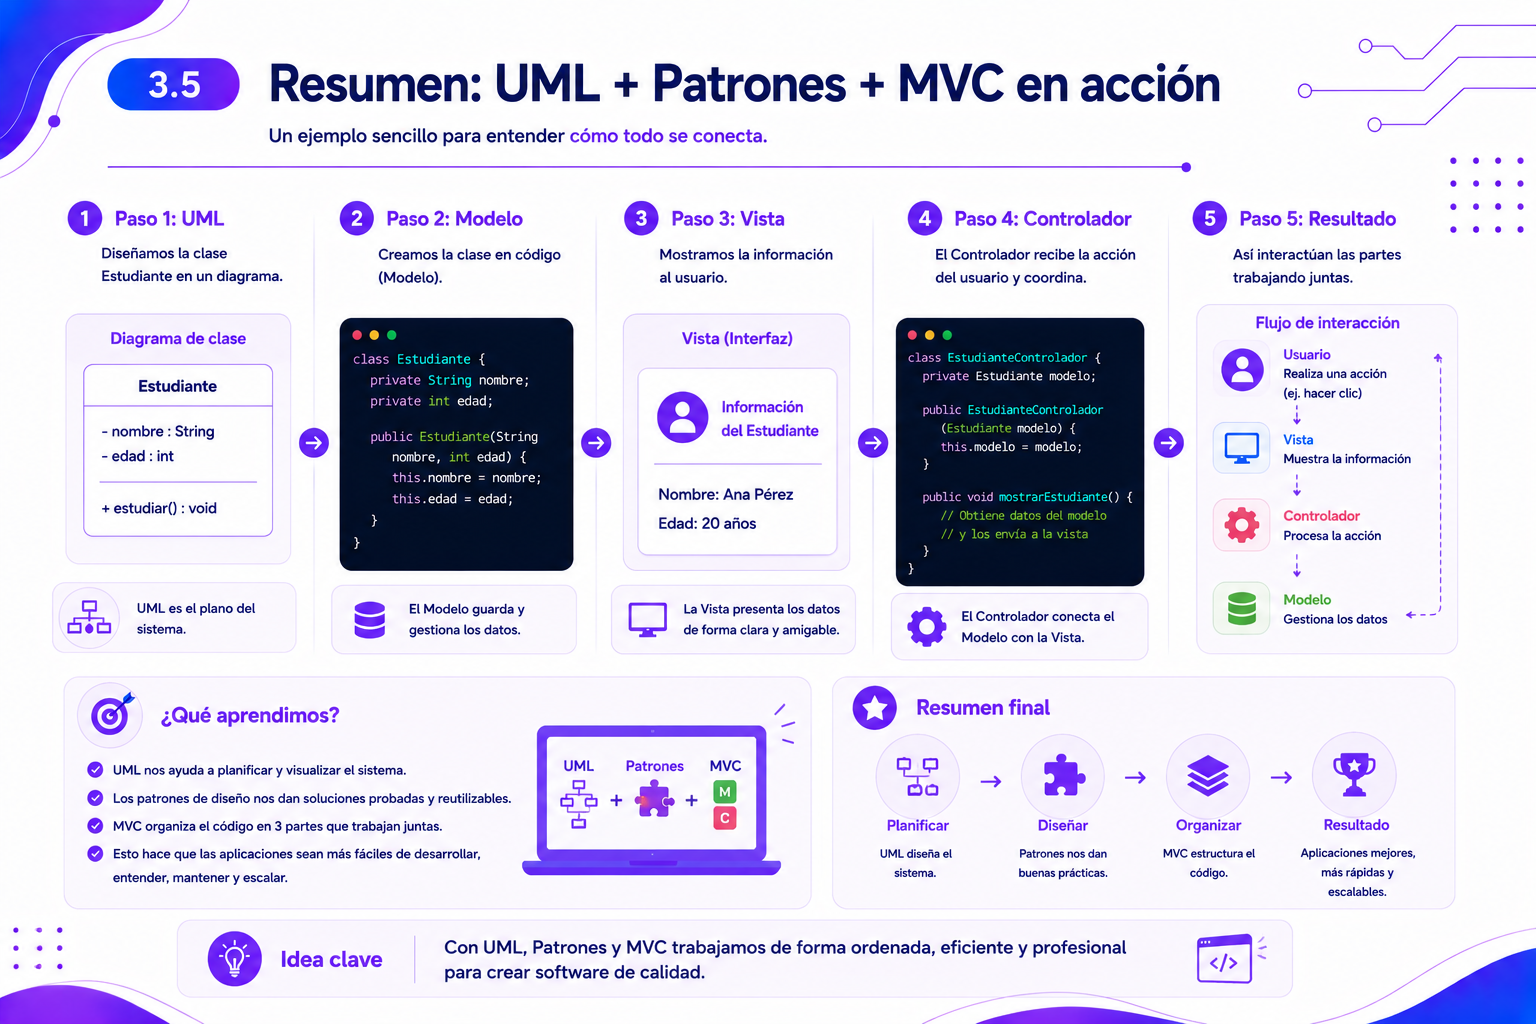 3.5
Resumen: UML + Patrones + MVC en acción
Un ejemplo sencillo para entender cómo todo se conecta.
1
Paso 1: UML
Diseñamos la clase
Estudiante en un diagrama.
Diagrama de clase
Estudiante
- nombre : String
- edad : int
+ estudiar() : void
UML es el plano del
sistema.
2
Paso 2: Modelo
Creamos la clase en código
(Modelo).
class Estudiante {
private String nombre;
private int edad;
public Estudiante(String
nombre, int edad) {
this.nombre = nombre;
this.edad = edad;
}
}
El Modelo guarda y
gestiona los datos.
3
Paso 3: Vista
Mostramos la información
al usuario.
Vista (Interfaz)
Información
del Estudiante
Nombre: Ana Pérez
Edad: 20 años
La Vista presenta los datos
de forma clara y amigable.
4
Paso 4: Controlador
El Controlador recibe la acción
del usuario y coordina.
class EstudianteControlador {
private Estudiante modelo;
public EstudianteControlador
(Estudiante modelo) {
this.modelo = modelo;
}
public void mostrarEstudiante() {
// Obtiene datos del modelo
// y los envía a la vista
}
}
El Controlador conecta el
Modelo con la Vista.
5
Paso 5: Resultado
Así interactúan las partes
trabajando juntas.
Flujo de interacción
Usuario
Realiza una acción
(ej. hacer clic)
Vista
Muestra la información
Controlador
Procesa la acción
Modelo
Gestiona los datos
¿Qué aprendimos?
UML nos ayuda a planificar y visualizar el sistema.
Los patrones de diseño nos dan soluciones probadas y reutilizables.
MVC organiza el código en 3 partes que trabajan juntas.
Esto hace que las aplicaciones sean más fáciles de desarrollar,
entender, mantener y escalar.
UML
+
Patrones
+
MVC
M
C
Resumen final
Planificar
UML diseña el
sistema.
Diseñar
Patrones nos dan
buenas prácticas.
Organizar
MVC estructura el
código.
Resultado
Aplicaciones mejores,
más rápidas y
escalables.
Idea clave
Con UML, Patrones y MVC trabajamos de forma ordenada, eficiente y profesional
para crear software de calidad.
</>